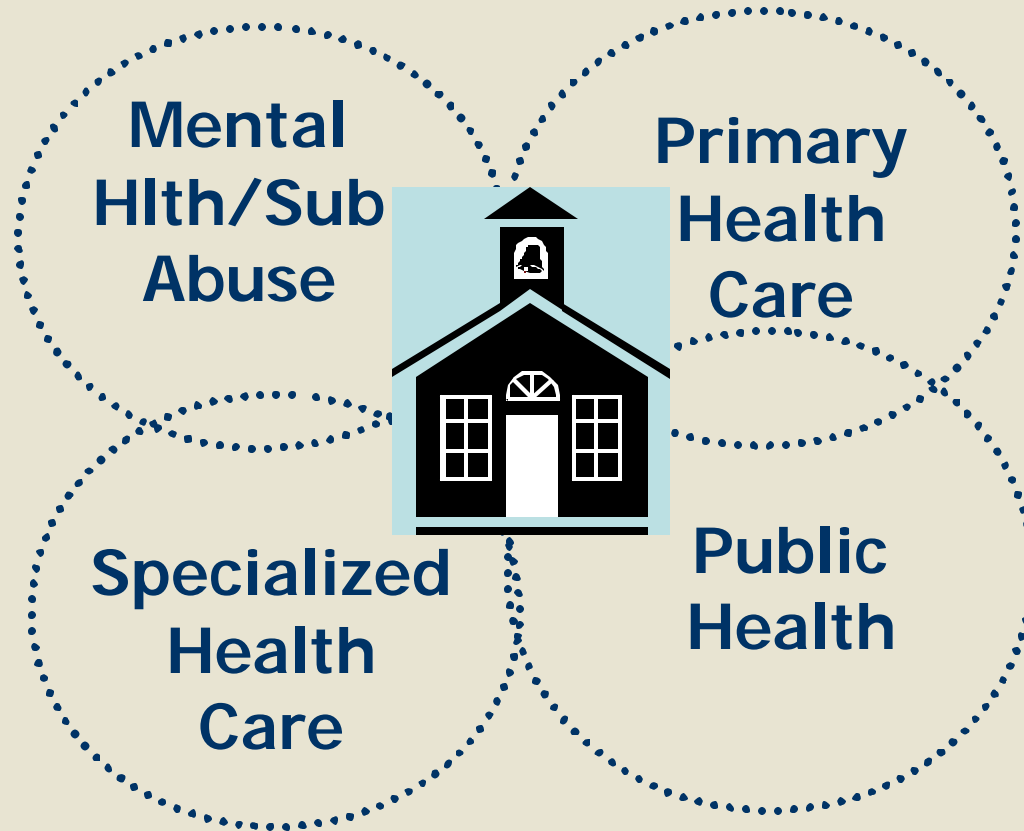 Mental
Hlth/Sub
Abuse
Primary
Health
Care
Specialized
Health
Care
Public
Health